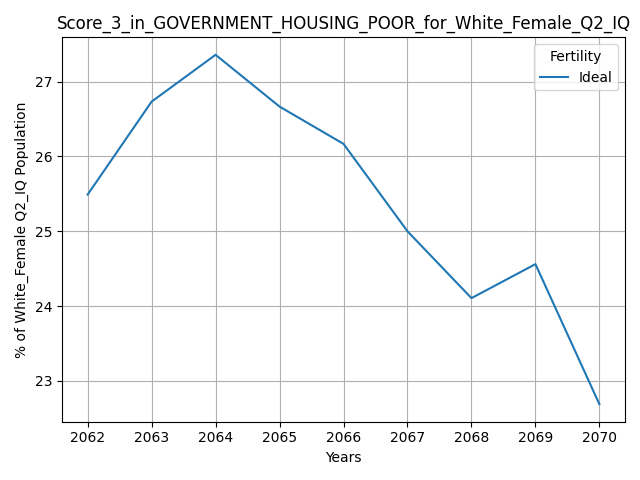 Score_3_in_GOVERNMENT_HOUSING_POOR_for_White_Female_Q2_IQ
Fertility
Ideal
27
26
25
24
23
% of White_Female Q2_IQ Population
2062 2063 2064 2065 2066 2067 2068 2069 2070
Years